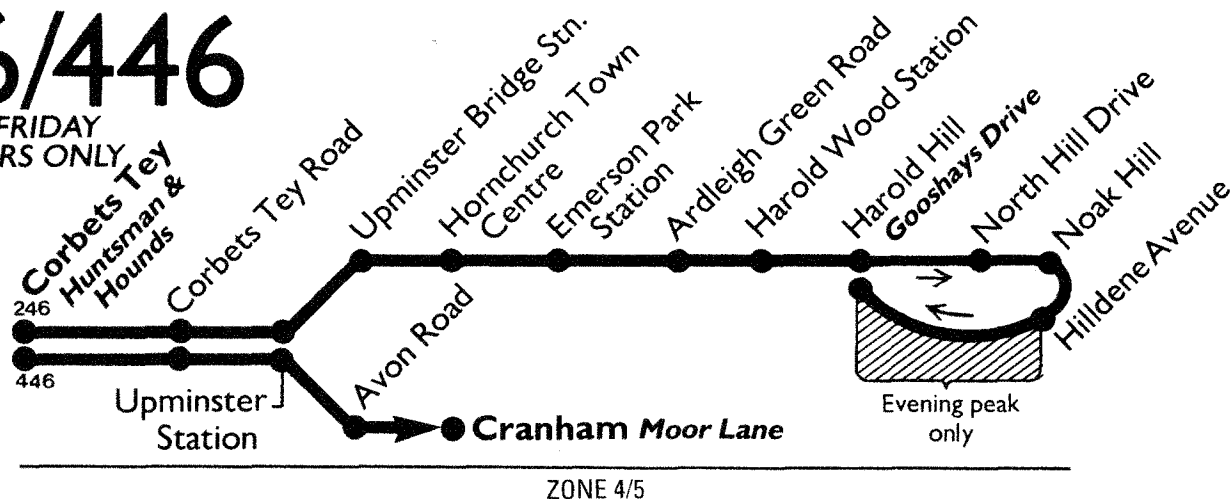 6/446
FRIDAY
RS ONLY
Corbets Tey
Huntsman &
Hounds
Corbets Tey Road
Upminster Bridge Stn.
Hornchurch Town
Centre
Emerson Park
Station
Ardleigh Green Road
Harold Wood Station
Harold Hill
Gooshays Drive
North Hill Drive
Noak Hill
Hilldene Avenue
246
446
Upminster
Station
Avon Road
Cranham Moor Lane
Evening peak
only
ZONE 4/5